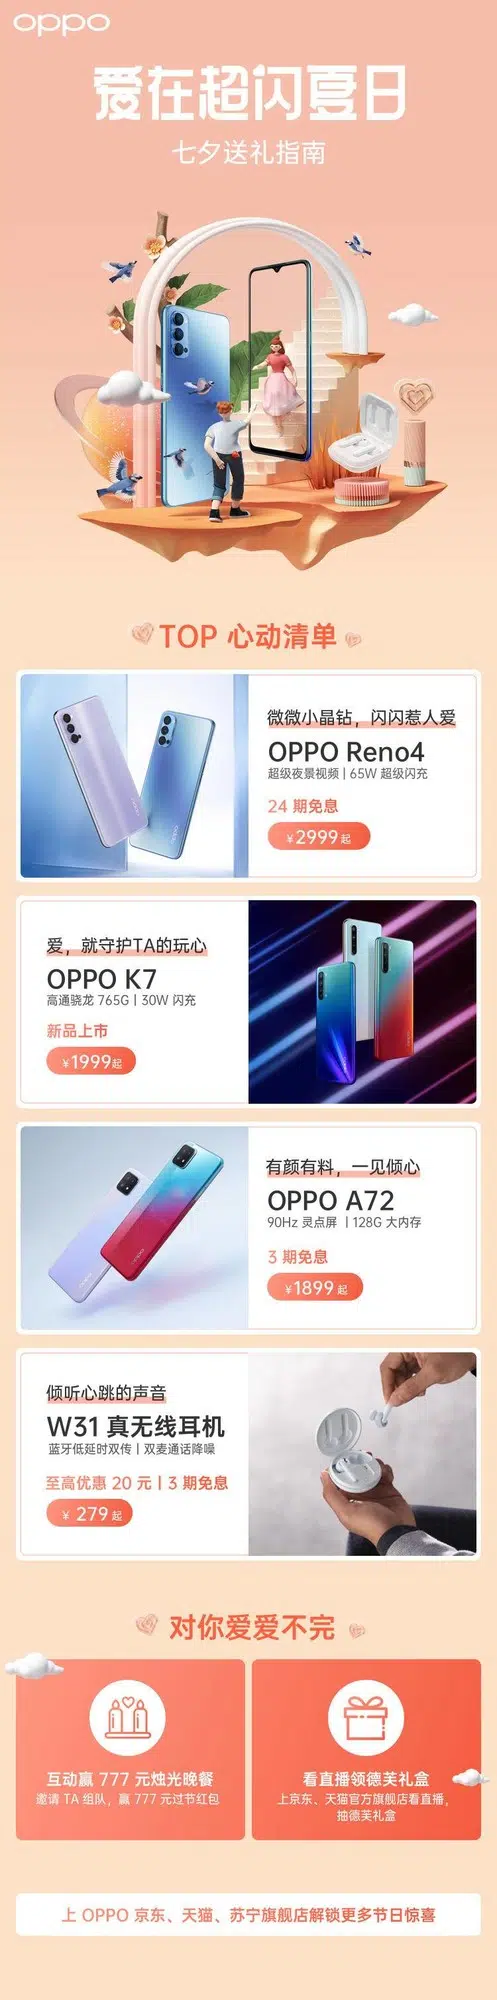 oppo
爱在超闪夏日
七夕送礼指南
TOP 心动清单
微微小晶钻，闪闪惹人爱
OPPO Reno4
超级夜景视频 | 65W 超级闪充
24 期免息
¥2999起
爱，就守护TA的玩心
OPPO K7
高通骁龙 765G | 30W 闪充
新品上市
¥1999起
有颜有料，一见倾心
OPPO A72
90Hz 灵点屏 | 128G 大内存
3 期免息
¥1899起
倾听心跳的声音
W31 真无线耳机
蓝牙低延时双传 | 双麦通话降噪
至高优惠 20 元 | 3 期免息
¥ 279起
对你爱爱不完
互动赢 777 元烛光晚餐
邀请 TA 组队，赢 777 元过节红包
看直播领德芙礼盒
上京东、天猫官方旗舰店看直播，
抽德芙礼盒
上 OPPO 京东、天猫、苏宁旗舰店解锁更多节日惊喜